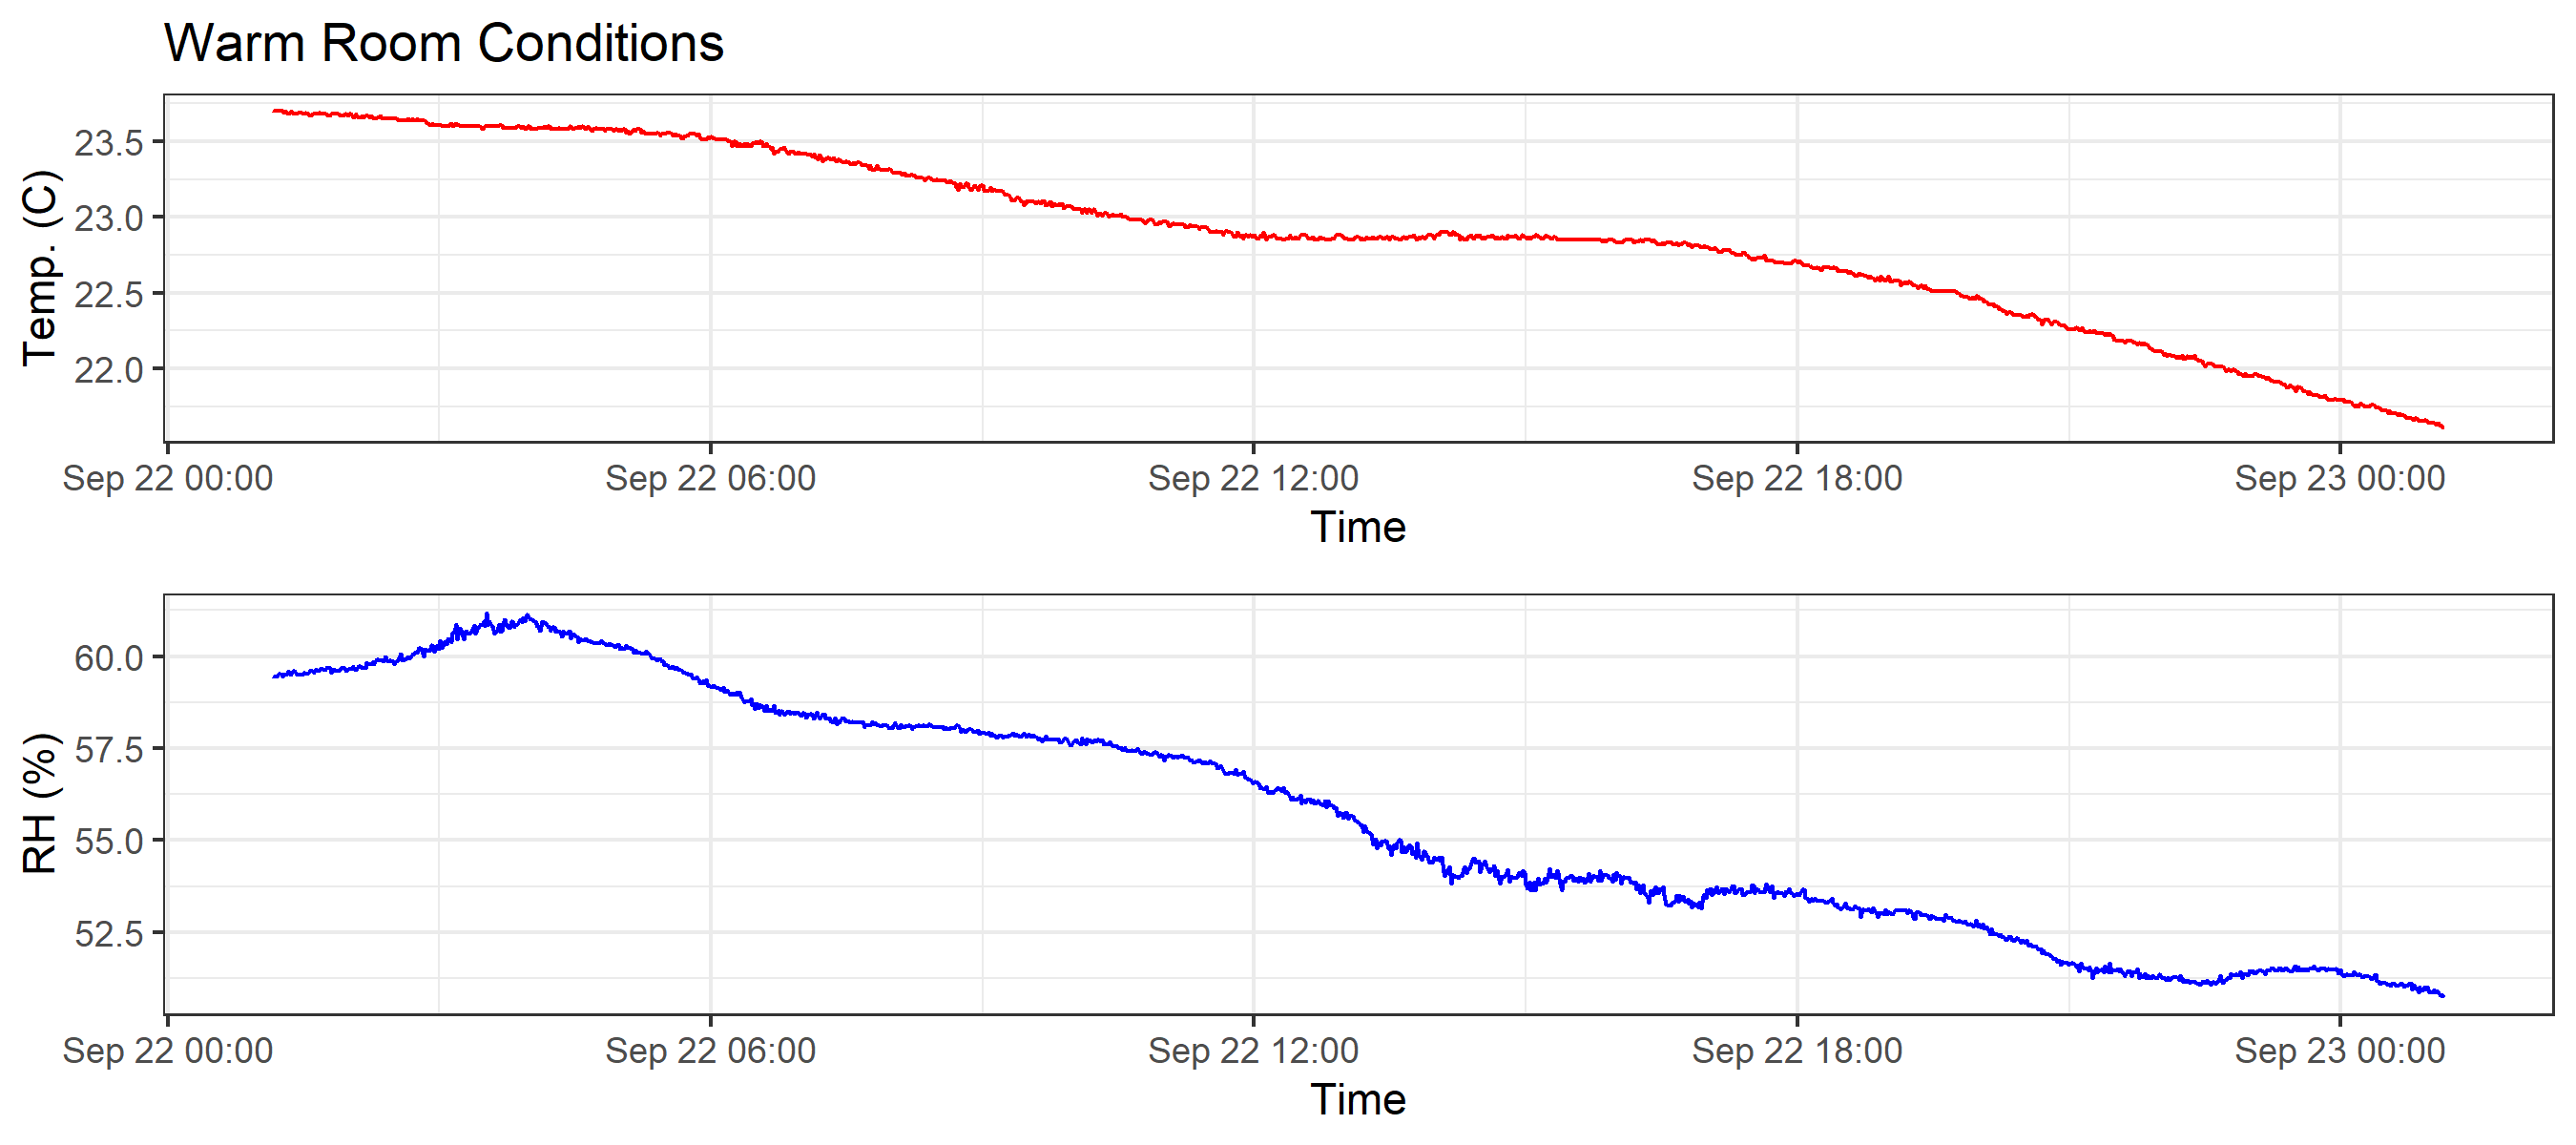 Warm Room Conditions
Temp. (C)
23.5
23.0
22.5
22.0
Sep 22 00:00 Sep 22 06:00 Sep 22 12:00 Sep 22 18:00 Sep 23 00:00
Time
RH (%)
60.0
57.5
55.0
52.5
Sep 22 00:00 Sep 22 06:00 Sep 22 12:00 Sep 22 18:00 Sep 23 00:00
Time